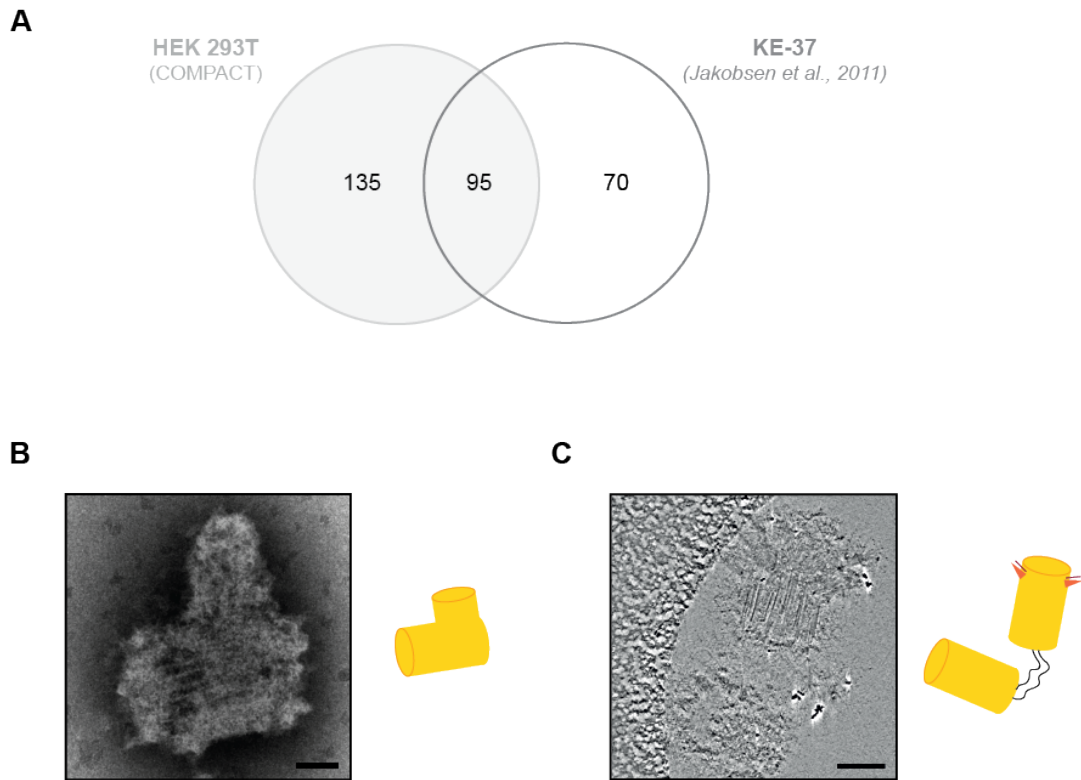 A
HEK 293T
(COMPACT)
KE-37
(Jakobsen et al., 2011)
135
95
70
B
C